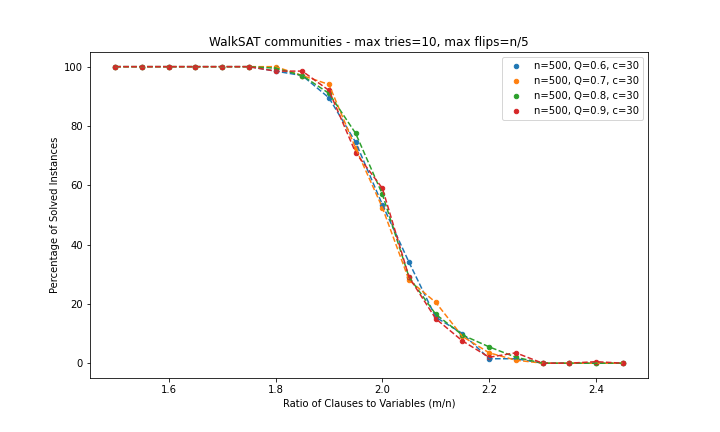 WalkSAT communities - max tries=10, max flips=n/5
n=500, Q=0.6, c=30
n=500, Q=0.7, c=30
n=500, Q=0.8, c=30
n=500, Q=0.9, c=30
Percentage of Solved Instances
100
80
60
40
20
0
1.6
1.8
2.0
2.2
2.4
Ratio of Clauses to Variables (m/n)